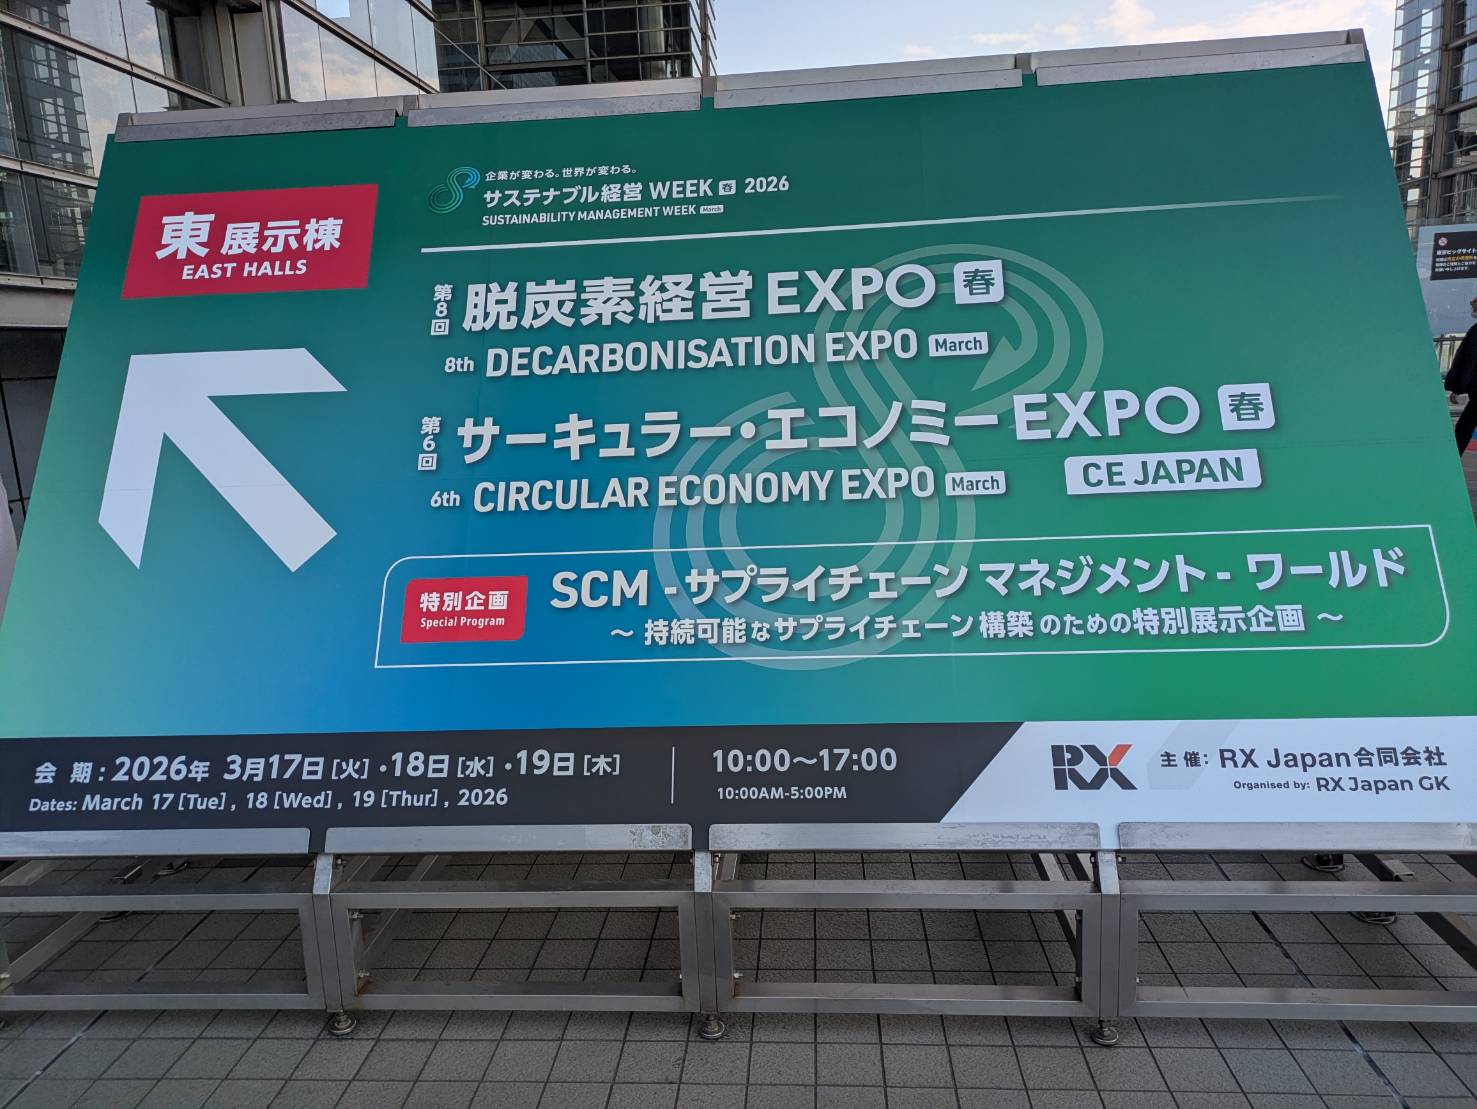 東 展示棟
EAST HALLS
企業が変わる。世界が変わる。
サステナブル経営 WEEK 春 2026
SUSTAINABILITY MANAGEMENT WEEK March
第8回 脱炭素経営 EXPO 春
8th DECARBONISATION EXPO March
第6回 サーキュラー・エコノミー EXPO 春
6th CIRCULAR ECONOMY EXPO March CE JAPAN
特別企画
Special Program
SCM - サプライチェーン マネジメント - ワールド
～ 持続可能なサプライチェーン 構築 のための特別展示企画 ～
会 期 : 2026年 3月17日 [火] ・18日 [水] ・19日 [木]
Dates: March 17 [Tue] , 18 [Wed] , 19 [Thur] , 2026
10:00～17:00
10:00AM-5:00PM
RX
主 催: RX Japan合同会社
Organised by: RX Japan GK